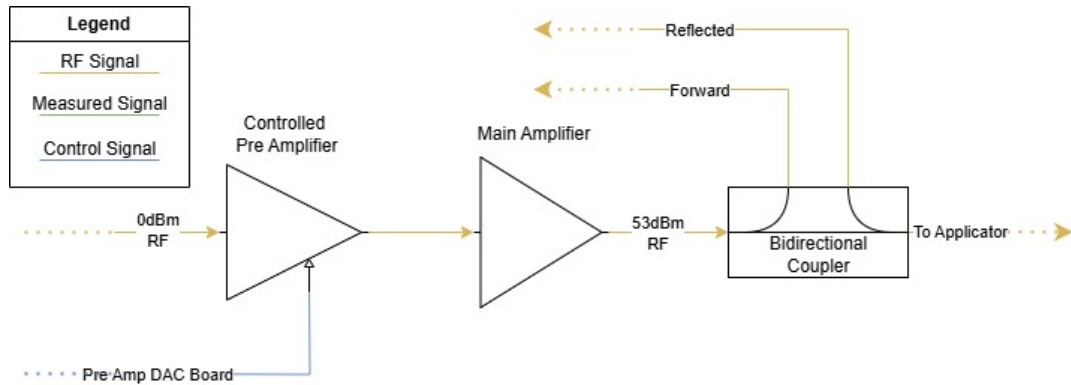 Legend
RF Signal
Measured Signal
Control Signal
Reflected
Forward
Controlled
Pre Amplifier
Main Amplifier
0dBm
RF
53dBm
RF
Bidirectional
Coupler
To Applicator
Pre Amp DAC Board